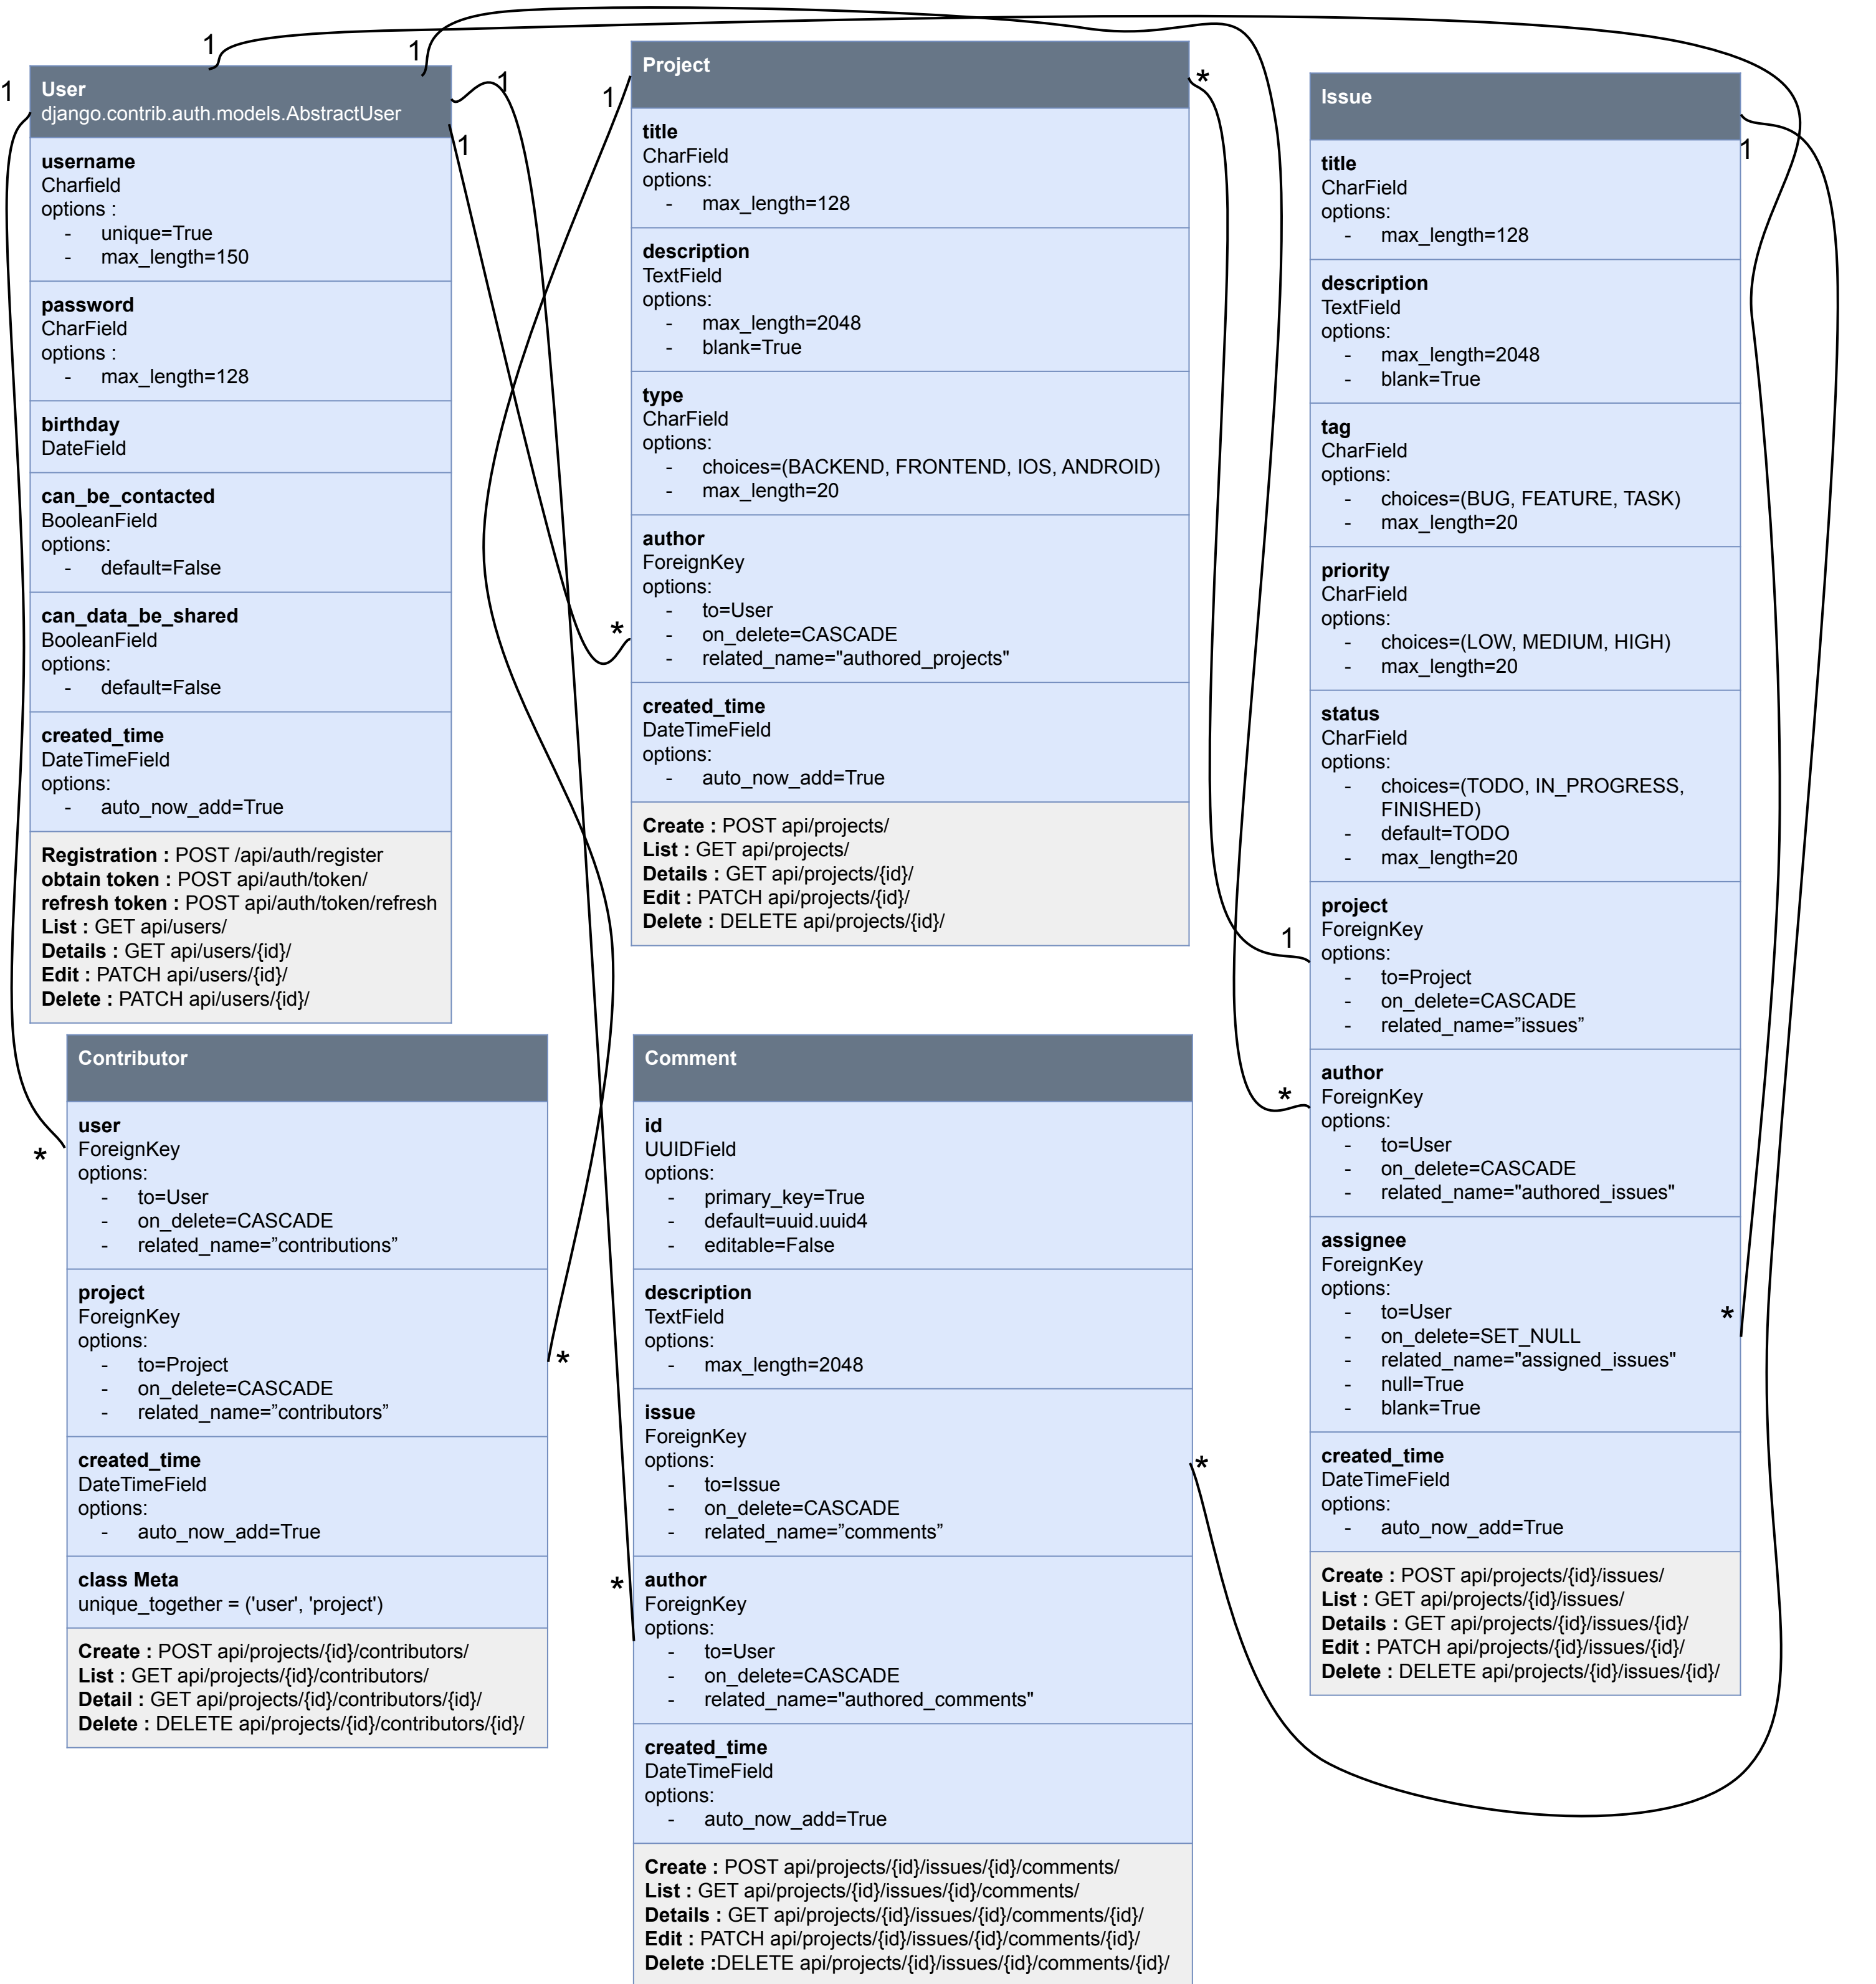 1
1
1
1
1
User
django.contrib.auth.models.AbstractUser
username
Charfield
options :
- unique=True
- max_length=150
password
CharField
options :
- max_length=128
birthday
DateField
can_be_contacted
BooleanField
options:
- default=False
can_data_be_shared
BooleanField
options:
- default=False
created_time
DateTimeField
options:
- auto_now_add=True
Registration : POST /api/auth/register
obtain token : POST api/auth/token/
refresh token : POST api/auth/token/refresh
List : GET api/users/
Details : GET api/users/{id}/
Edit : PATCH api/users/{id}/
Delete : PATCH api/users/{id}/
1
*
Project
title
CharField
options:
- max_length=128
description
TextField
options:
- max_length=2048
- blank=True
type
CharField
options:
- choices=(BACKEND, FRONTEND, IOS, ANDROID)
- max_length=20
*
author
ForeignKey
options:
- to=User
- on_delete=CASCADE
- related_name="authored_projects"
created_time
DateTimeField
options:
- auto_now_add=True
Create : POST api/projects/
List : GET api/projects/
Details : GET api/projects/{id}/
Edit : PATCH api/projects/{id}/
Delete : DELETE api/projects/{id}/
Issue
1
title
CharField
options:
- max_length=128
description
TextField
options:
- max_length=2048
- blank=True
tag
CharField
options:
- choices=(BUG, FEATURE, TASK)
- max_length=20
priority
CharField
options:
- choices=(LOW, MEDIUM, HIGH)
- max_length=20
status
CharField
options:
- choices=(TODO, IN_PROGRESS,
FINISHED)
- default=TODO
- max_length=20
1
project
ForeignKey
options:
- to=Project
- on_delete=CASCADE
- related_name=”issues”
*
author
ForeignKey
options:
- to=User
- on_delete=CASCADE
- related_name="authored_issues"
assignee
ForeignKey
options:
- to=User
*
- on_delete=SET_NULL
- related_name="assigned_issues"
- null=True
- blank=True
created_time
DateTimeField
options:
- auto_now_add=True
Create : POST api/projects/{id}/issues/
List : GET api/projects/{id}/issues/
Details : GET api/projects/{id}/issues/{id}/
Edit : PATCH api/projects/{id}/issues/{id}/
Delete : DELETE api/projects/{id}/issues/{id}/
Contributor
*
user
ForeignKey
options:
- to=User
- on_delete=CASCADE
- related_name=”contributions”
project
ForeignKey
options:
- to=Project
*
- on_delete=CASCADE
- related_name=”contributors”
created_time
DateTimeField
options:
- auto_now_add=True
class Meta
unique_together = ('user', 'project')
Create : POST api/projects/{id}/contributors/
List : GET api/projects/{id}/contributors/
Detail : GET api/projects/{id}/contributors/{id}/
Delete : DELETE api/projects/{id}/contributors/{id}/
Comment
id
UUIDField
options:
- primary_key=True
- default=uuid.uuid4
- editable=False
description
TextField
options:
- max_length=2048
issue
ForeignKey
options:
*
- to=Issue
- on_delete=CASCADE
- related_name=”comments”
*
author
ForeignKey
options:
- to=User
- on_delete=CASCADE
- related_name="authored_comments"
created_time
DateTimeField
options:
- auto_now_add=True
Create : POST api/projects/{id}/issues/{id}/comments/
List : GET api/projects/{id}/issues/{id}/comments/
Details : GET api/projects/{id}/issues/{id}/comments/{id}/
Edit : PATCH api/projects/{id}/issues/{id}/comments/{id}/
Delete :DELETE api/projects/{id}/issues/{id}/comments/{id}/